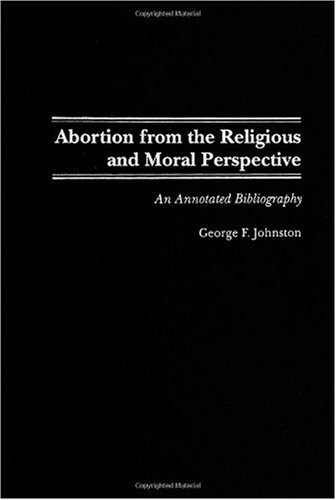 Copyrighted material
Abortion from the Religious
and Moral Perspective
An Annotated Bibliography
George F. Johnston
Copyrighted material